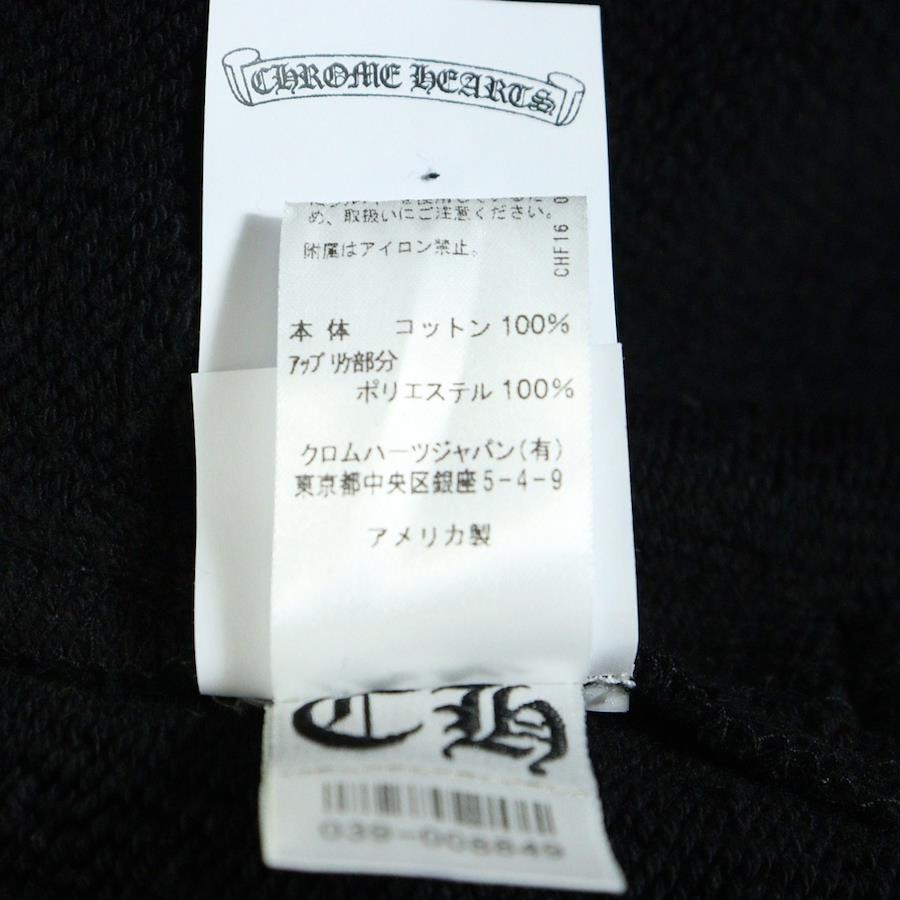 CHROME HEARTS
め、取扱いにご注意ください。
附属はアイロン禁止。
CHF16
本体 コットン 100%
アップリケ部分
ポリエステル 100%
クロムハーツジャパン(有)
東京都中央区銀座5-4-9
アメリカ製
CH
039-008849